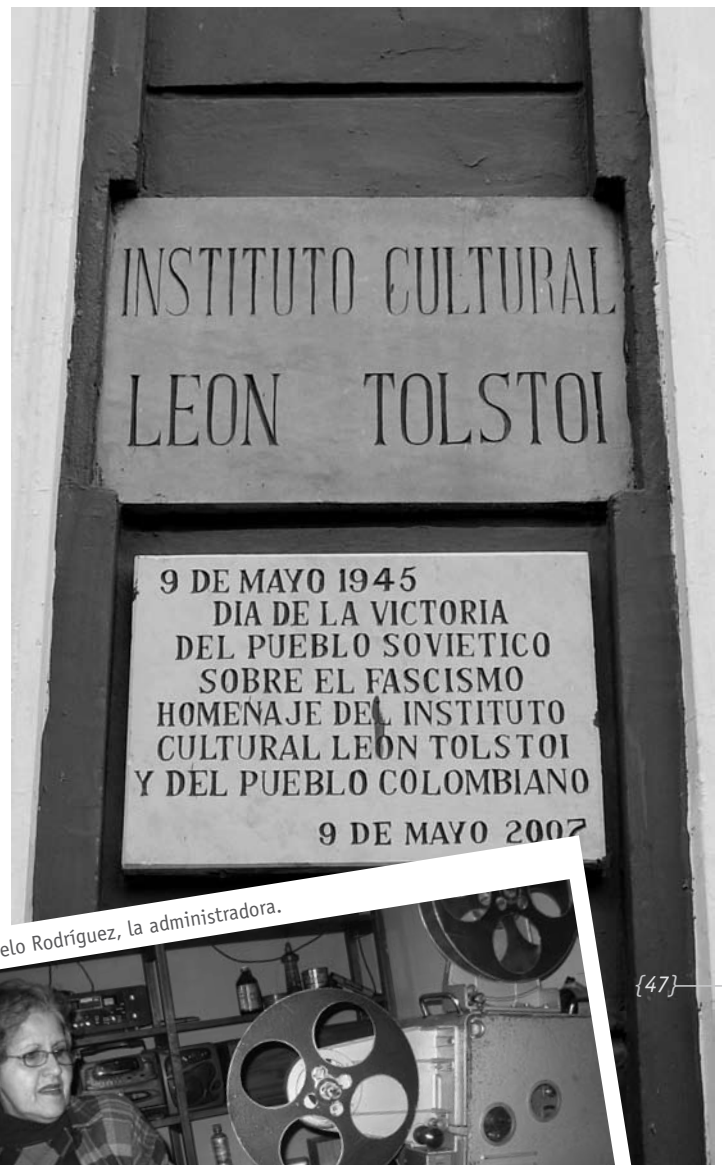 INSTITUTO CULTURAL
LEON TOLSTOI
9 DE MAYO 1945
DIA DE LA VICTORIA
DEL PUEBLO SOVIETICO
SOBRE EL FASCISMO
HOMENAJE DEL INSTITUTO
CULTURAL LEON TOLSTOI
Y DEL PUEBLO COLOMBIANO
9 DE MAYO 2007
elo Rodríguez, la administradora.
{47}